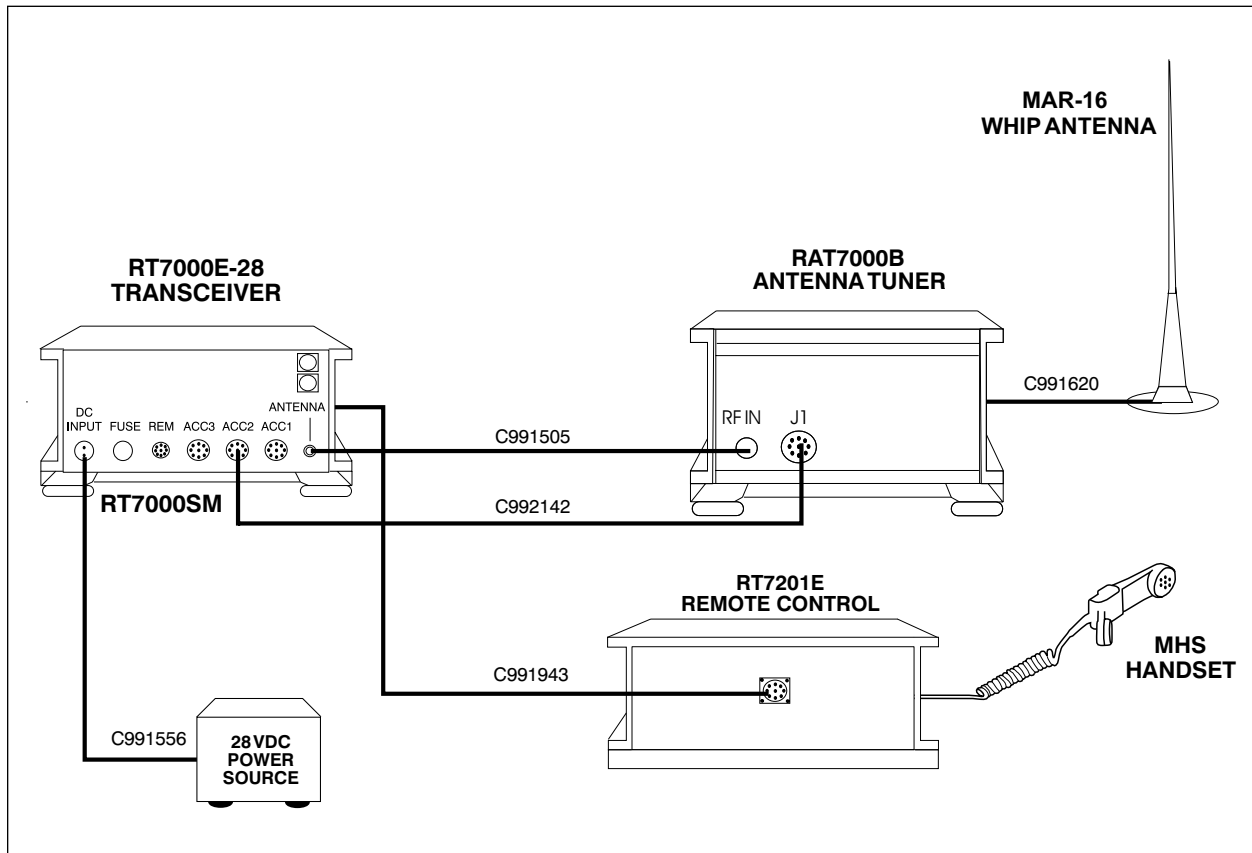 MAR-16
WHIP ANTENNA
RT7000E-28
TRANSCEIVER
RAT7000B
ANTENNA TUNER
C991620
DC
INPUT FUSE REM ACC3 ACC2 ACC1
ANTENNA
RF IN J1
C991505
RT7000SM
C992142
RT7201E
REMOTE CONTROL
MHS
HANDSET
C991943
C991556
28 VDC
POWER
SOURCE